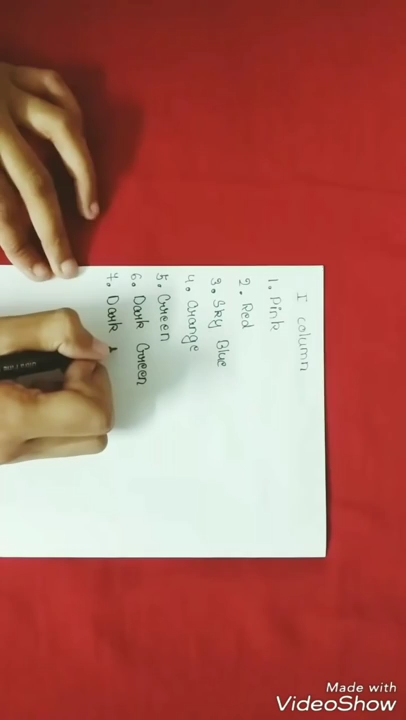 I column
1. Pink
2. Red
3. Sky Blue
4. Orange
5. Green
6. Dark Green
7. Dark
Made with
VideoShow